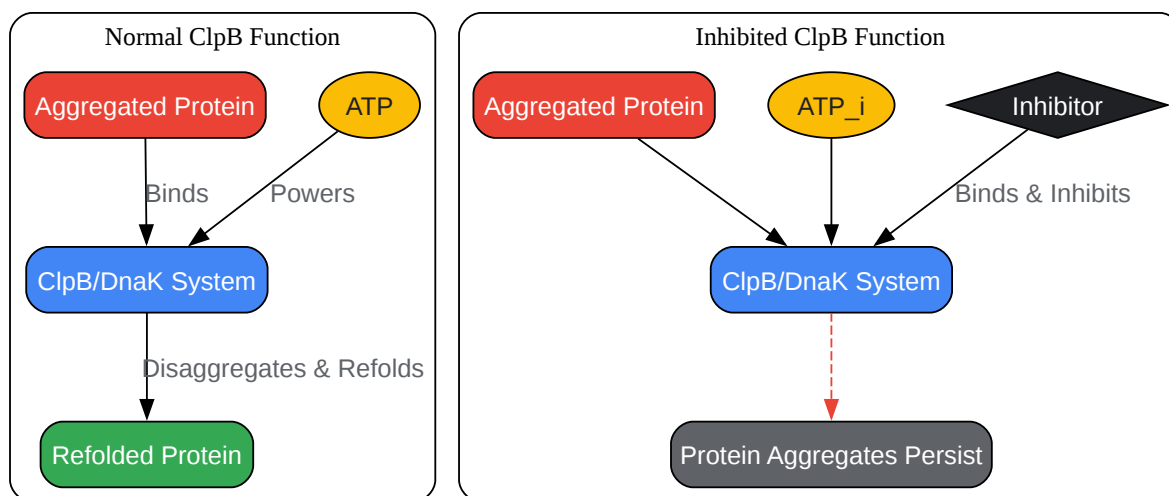 Normal ClpB Function
Aggregated Protein
ATP
Binds
Powers
ClpB/DnaK System
Disaggregates & Refolds
Refolded Protein
Inhibited ClpB Function
Aggregated Protein
ATP_i
Inhibitor
Binds & Inhibits
ClpB/DnaK System
Protein Aggregates Persist